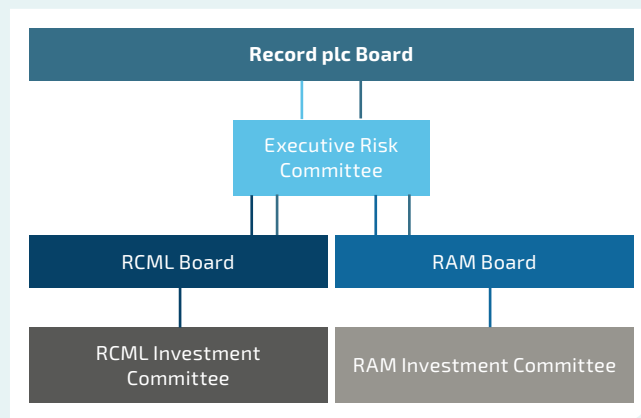 Record plc Board
Executive Risk
Committee
RCML Board
RAM Board
RCML Investment
Committee
RAM Investment Committee